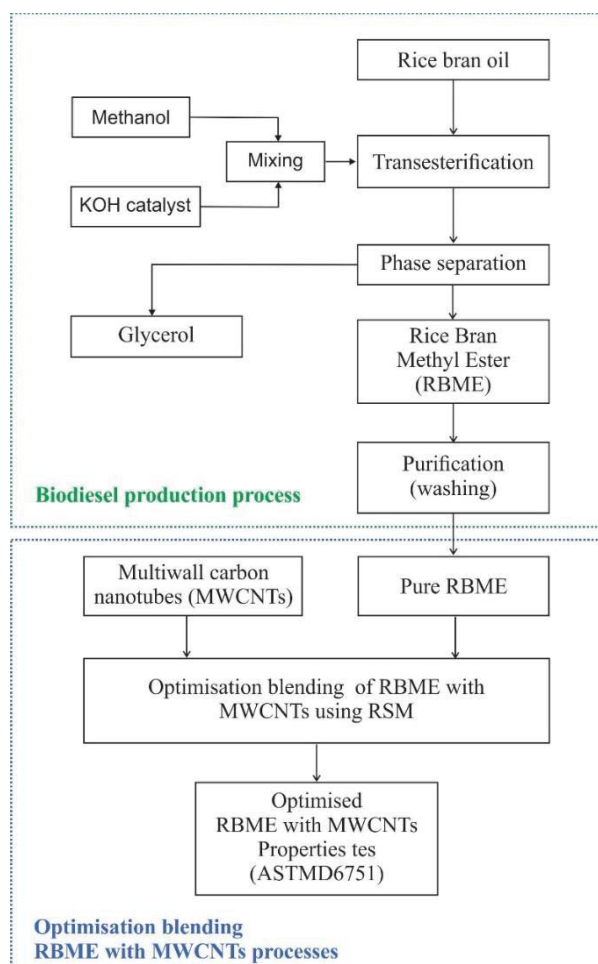 Rice bran oil
Methanol
Mixing
Transesterification
KOH catalyst
Phase separation
Glycerol
Rice Bran
Methyl Ester
(RBME)
Purification
(washing)
Biodiesel production process
Multiwall carbon
nanotubes (MWCNTs)
Pure RBME
Optimisation blending of RBME with
MWCNTs using RSM
Optimised
RBME with MWCNTs
Properties tes
(ASTMD6751)
Optimisation blending
RBME with MWCNTs processes